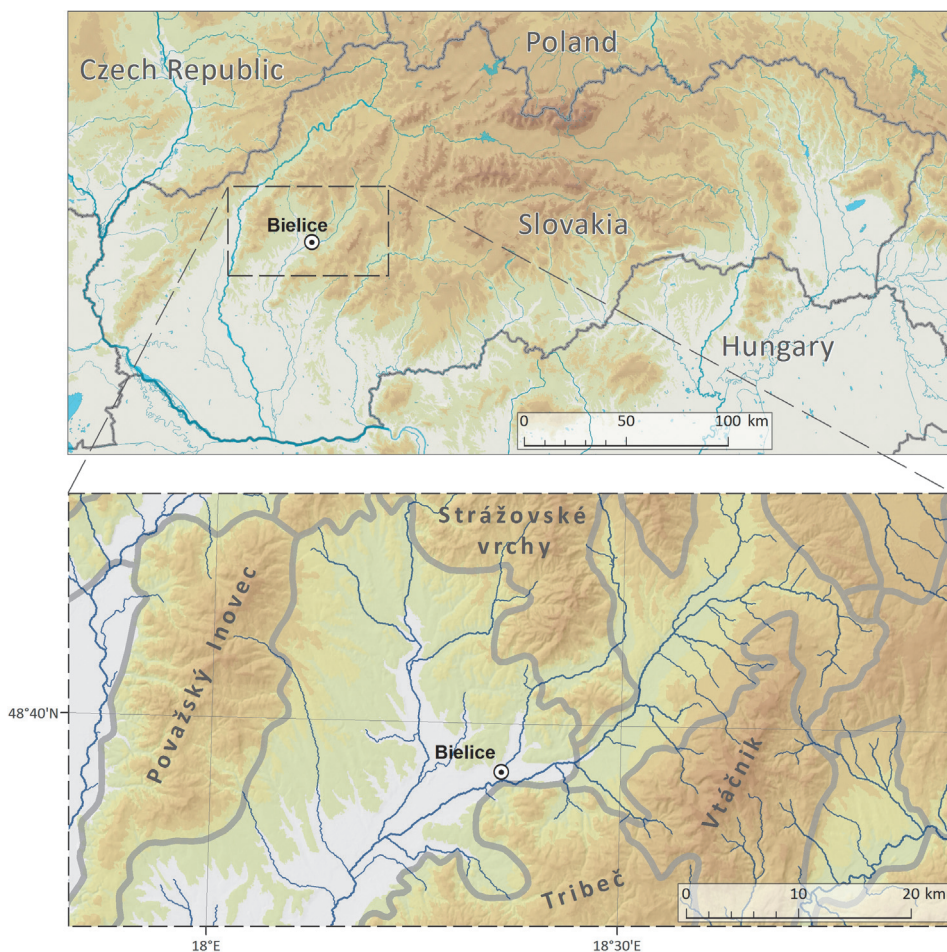 Poland
Czech Republic
Bielice
Slovakia
Hungary
0 50 100 km
Strážovské
vrchy
Považský Inovec
48°40'N
Bielice
Vtáčnik
Tribeč
0 10 20 km
18°E
18°30'E